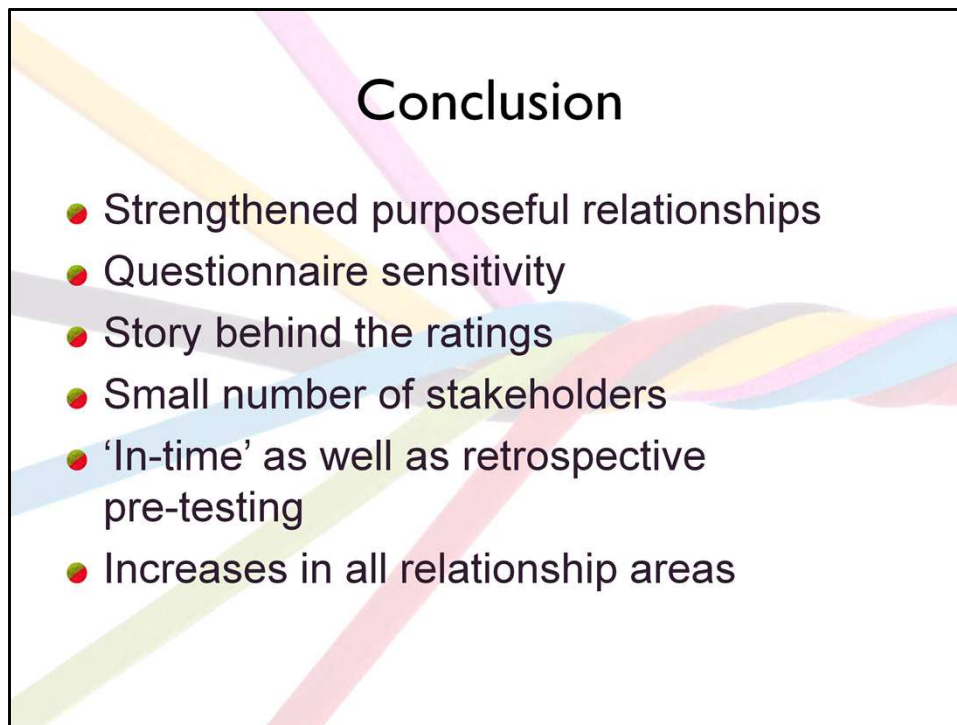 Conclusion
Strengthened purposeful relationships
Questionnaire sensitivity
Story behind the ratings
Small number of stakeholders
‘In-time’ as well as retrospective
pre-testing
Increases in all relationship areas